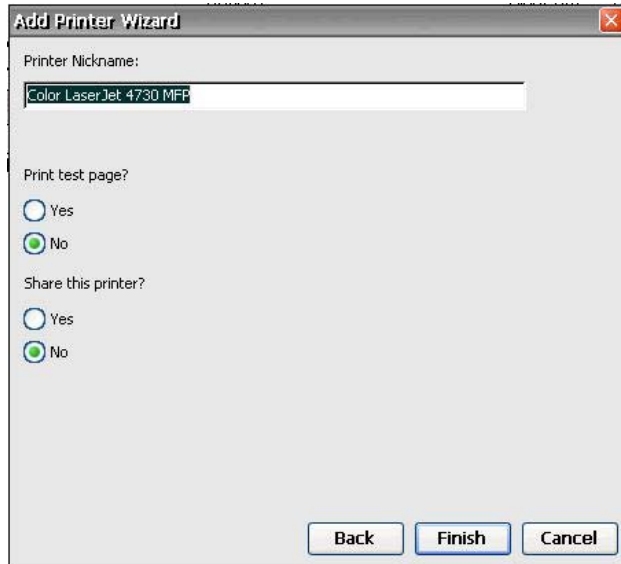 Add Printer Wizard
Printer Nickname:
Color LaserJet 4730 MFP
Print test page?
Yes
No
Share this printer?
Yes
No
Back Finish Cancel